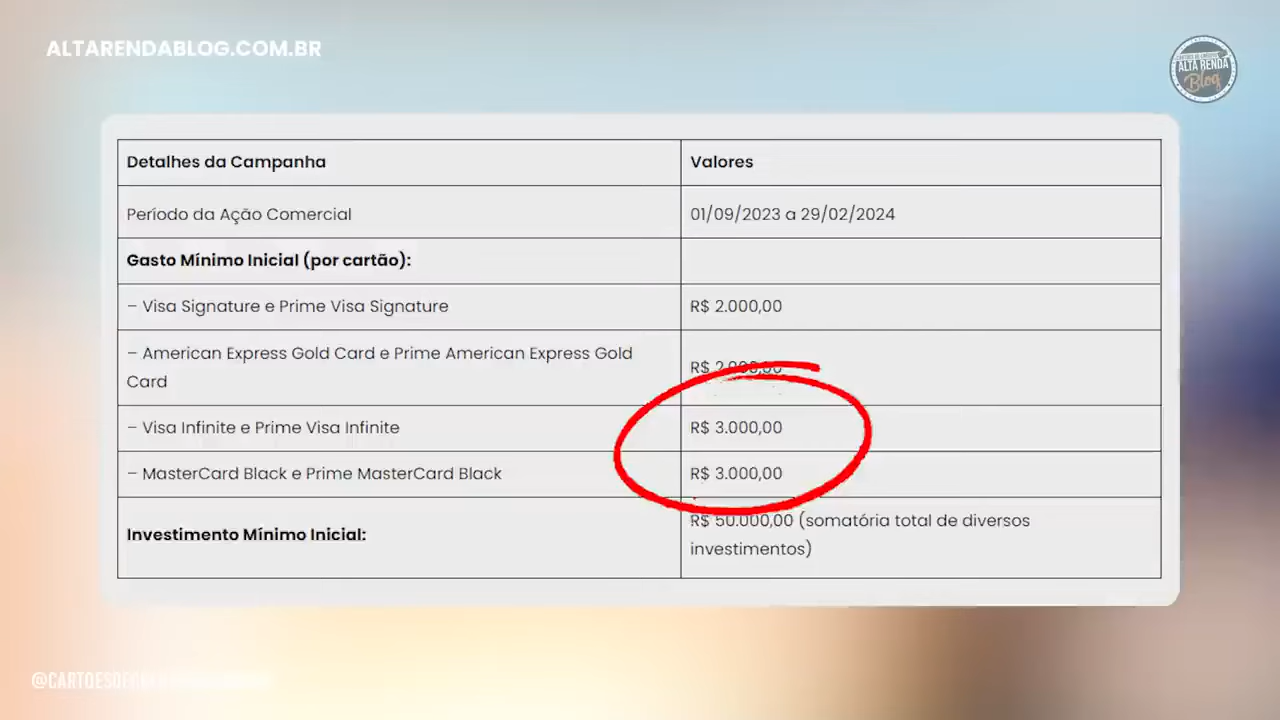 ALTARENDABLOG.COM.BR
ALTA RENDA
Blog
Detalhes da Campanha
Valores
Período da Ação Comercial
01/09/2023 a 29/02/2024
Gasto Mínimo Inicial (por cartão):
– Visa Signature e Prime Visa Signature
R$ 2.000,00
– American Express Gold Card e Prime American Express Gold
Card
R$ 2.000,00
– Visa Infinite e Prime Visa Infinite
R$ 3.000,00
– MasterCard Black e Prime MasterCard Black
R$ 3.000,00
Investimento Mínimo Inicial:
R$ 50.000,00 (somatória total de diversos
investimentos)